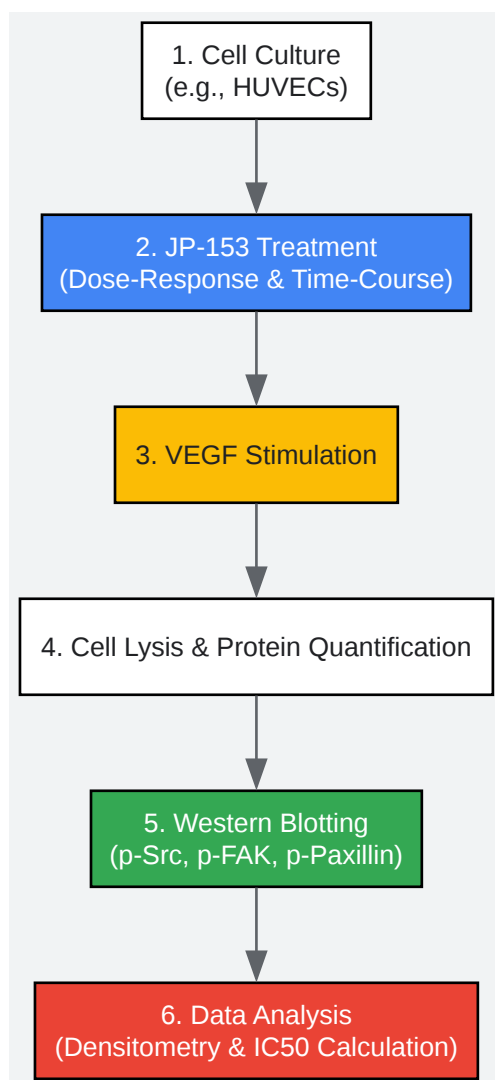 1. Cell Culture
(e.g., HUVECs)
2. JP-153 Treatment
(Dose-Response & Time-Course)
3. VEGF Stimulation
4. Cell Lysis & Protein Quantification
5. Western Blotting
(p-Src, p-FAK, p-Paxillin)
6. Data Analysis
(Densitometry & IC50 Calculation)